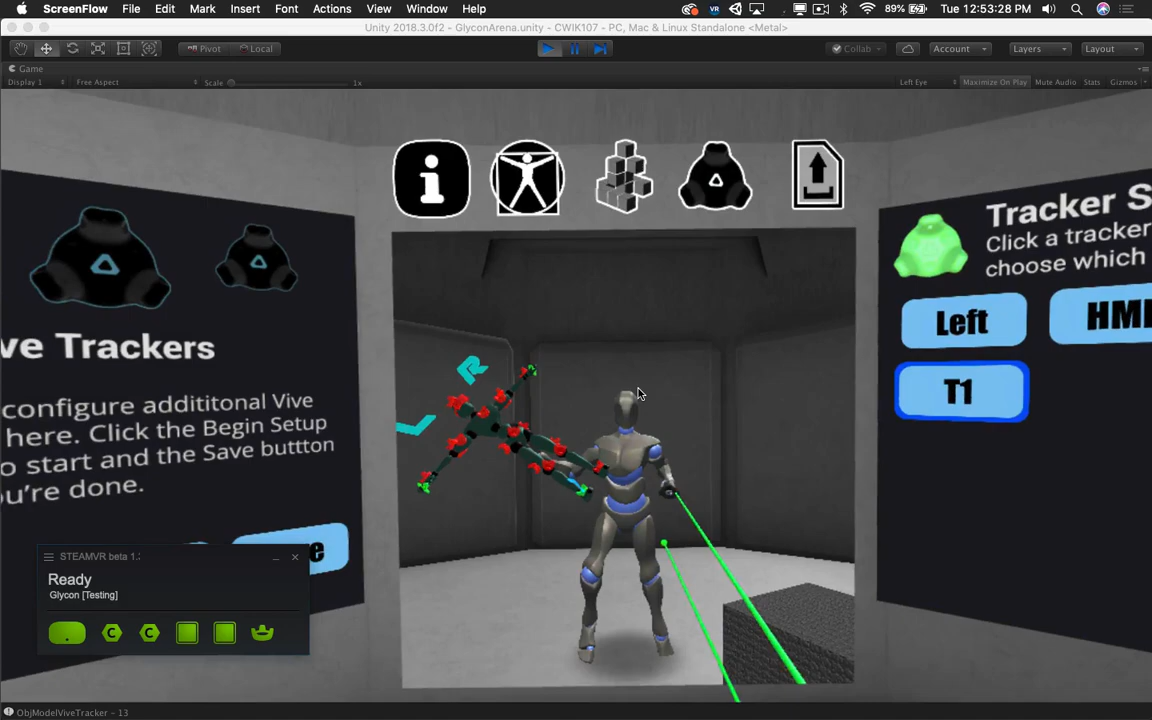 ScreenFlow File Edit Mark Insert Font Actions View Window Help 89% Tue 12:53:28 PM
Unity 2018.3.0f2 - GlyconArena.unity - CWIK107 - PC, Mac & Linux Standalone <Metal>
Pivot Local Collab Account Layers Layout
Game
Display 1 Free Aspect Scale 1x Left Eye Maximize On Play Mute Audio Stats Gizmos
ve Trackers
configure addititonal Vive
here. Click the Begin Setup
o start and the Save buttton
ou're done.
e
R
L
Tracker S
Click a tracker
choose which
Left HM
T1
STEAMVR beta 1.
Ready
Glycon [Testing]
C C
ObjModelViveTracker - 13